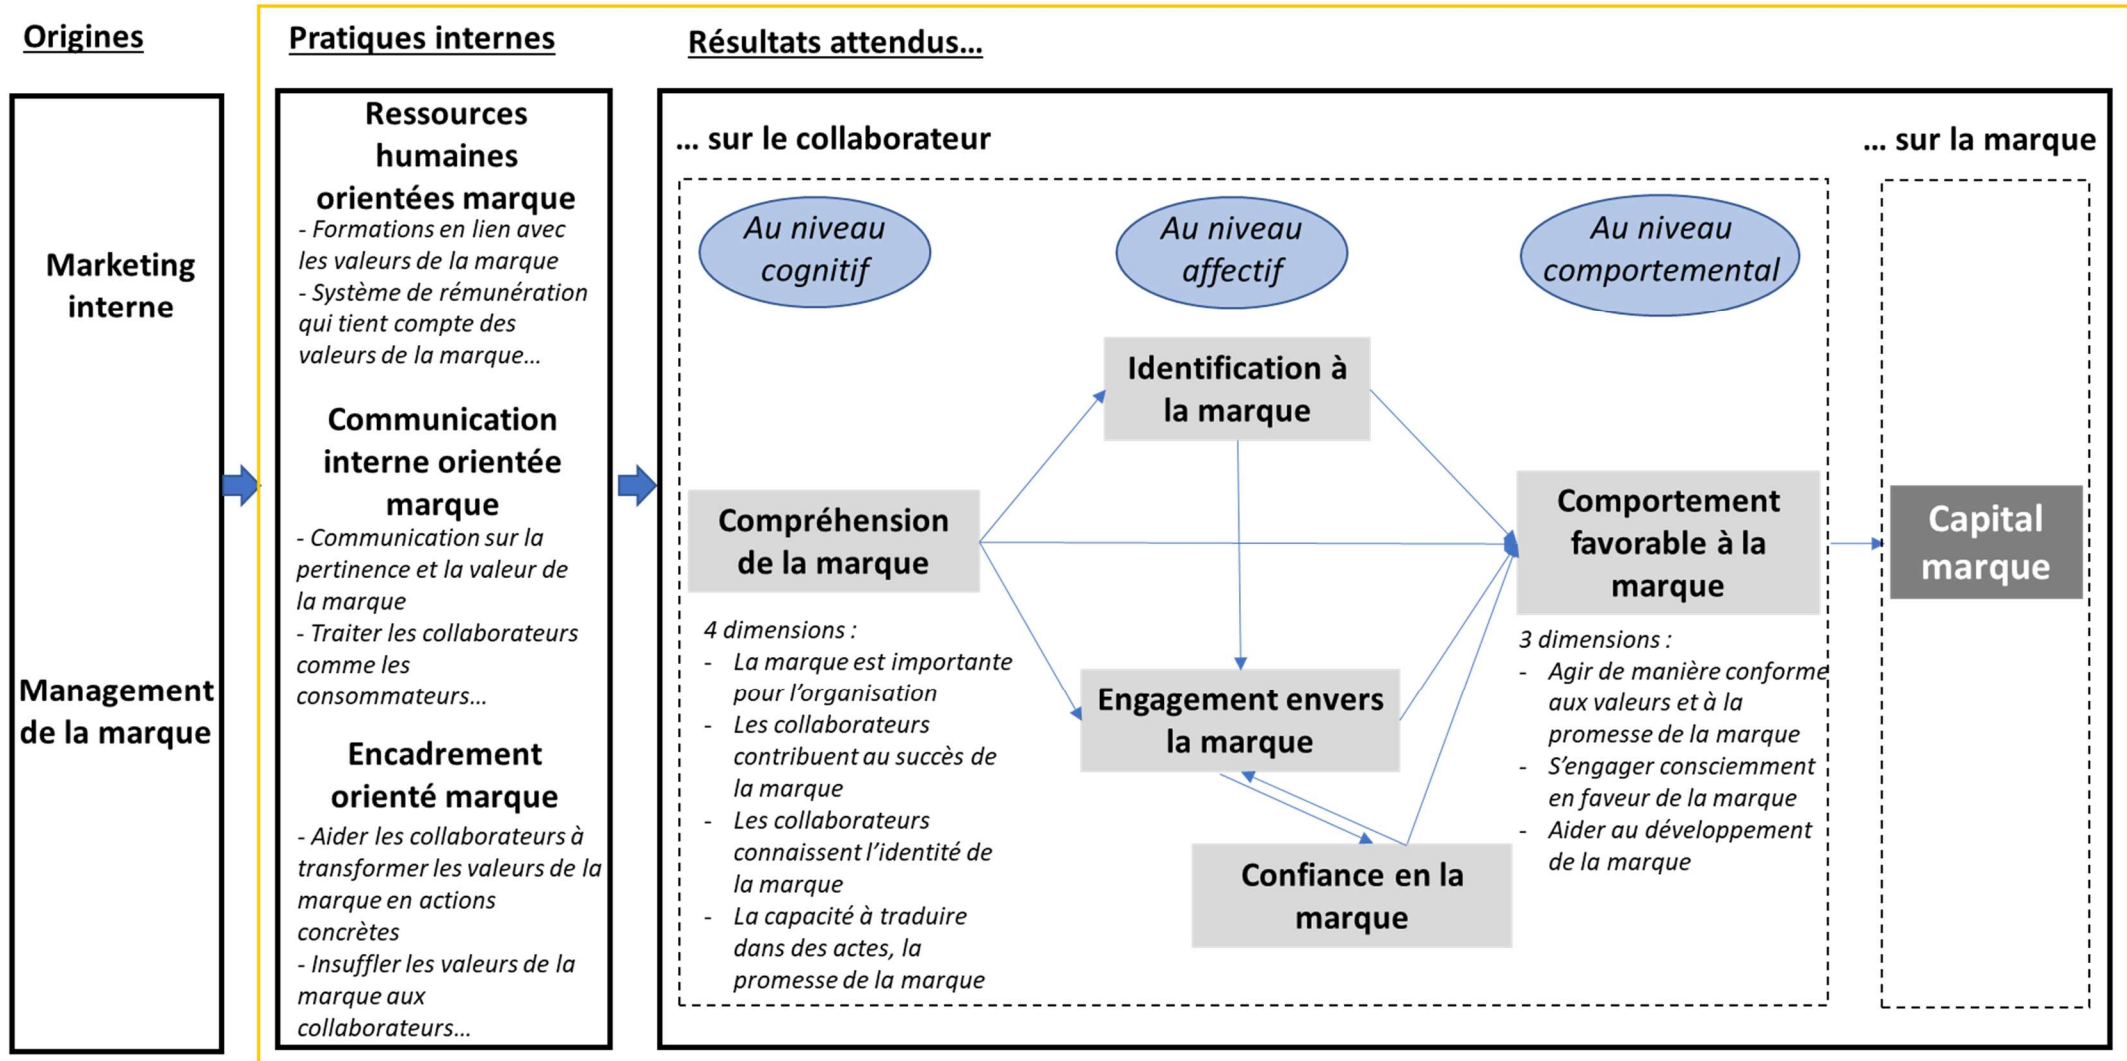 Origines
Marketing
interne
Management
de la marque
Pratiques internes
Ressources
humaines
orientées marque
- Formations en lien avec
les valeurs de la marque
- Système de rémunération
qui tient compte des
valeurs de la marque…
Communication
interne orientée
marque
- Communication sur la
pertinence et la valeur de
la marque
- Traiter les collaborateurs
comme les
consommateurs…
Encadrement
orienté marque
- Aider les collaborateurs à
transformer les valeurs de la
marque en actions
concrètes
- Insuffler les valeurs de la
marque aux
collaborateurs…
Résultats attendus…
… sur le collaborateur
Au niveau
cognitif
Compréhension
de la marque
4 dimensions :
- La marque est importante
pour l’organisation
- Les collaborateurs
contribuent au succès de
la marque
- Les collaborateurs
connaissent l’identité de
la marque
- La capacité à traduire
dans des actes, la
promesse de la marque
Au niveau
affectif
Identification à
la marque
Engagement envers
la marque
Confiance en la
marque
Au niveau
comportemental
Comportement
favorable à la
marque
3 dimensions :
- Agir de manière conforme
aux valeurs et à la
promesse de la marque
- S’engager consciemment
en faveur de la marque
- Aider au développement
de la marque
… sur la marque
Capital
marque